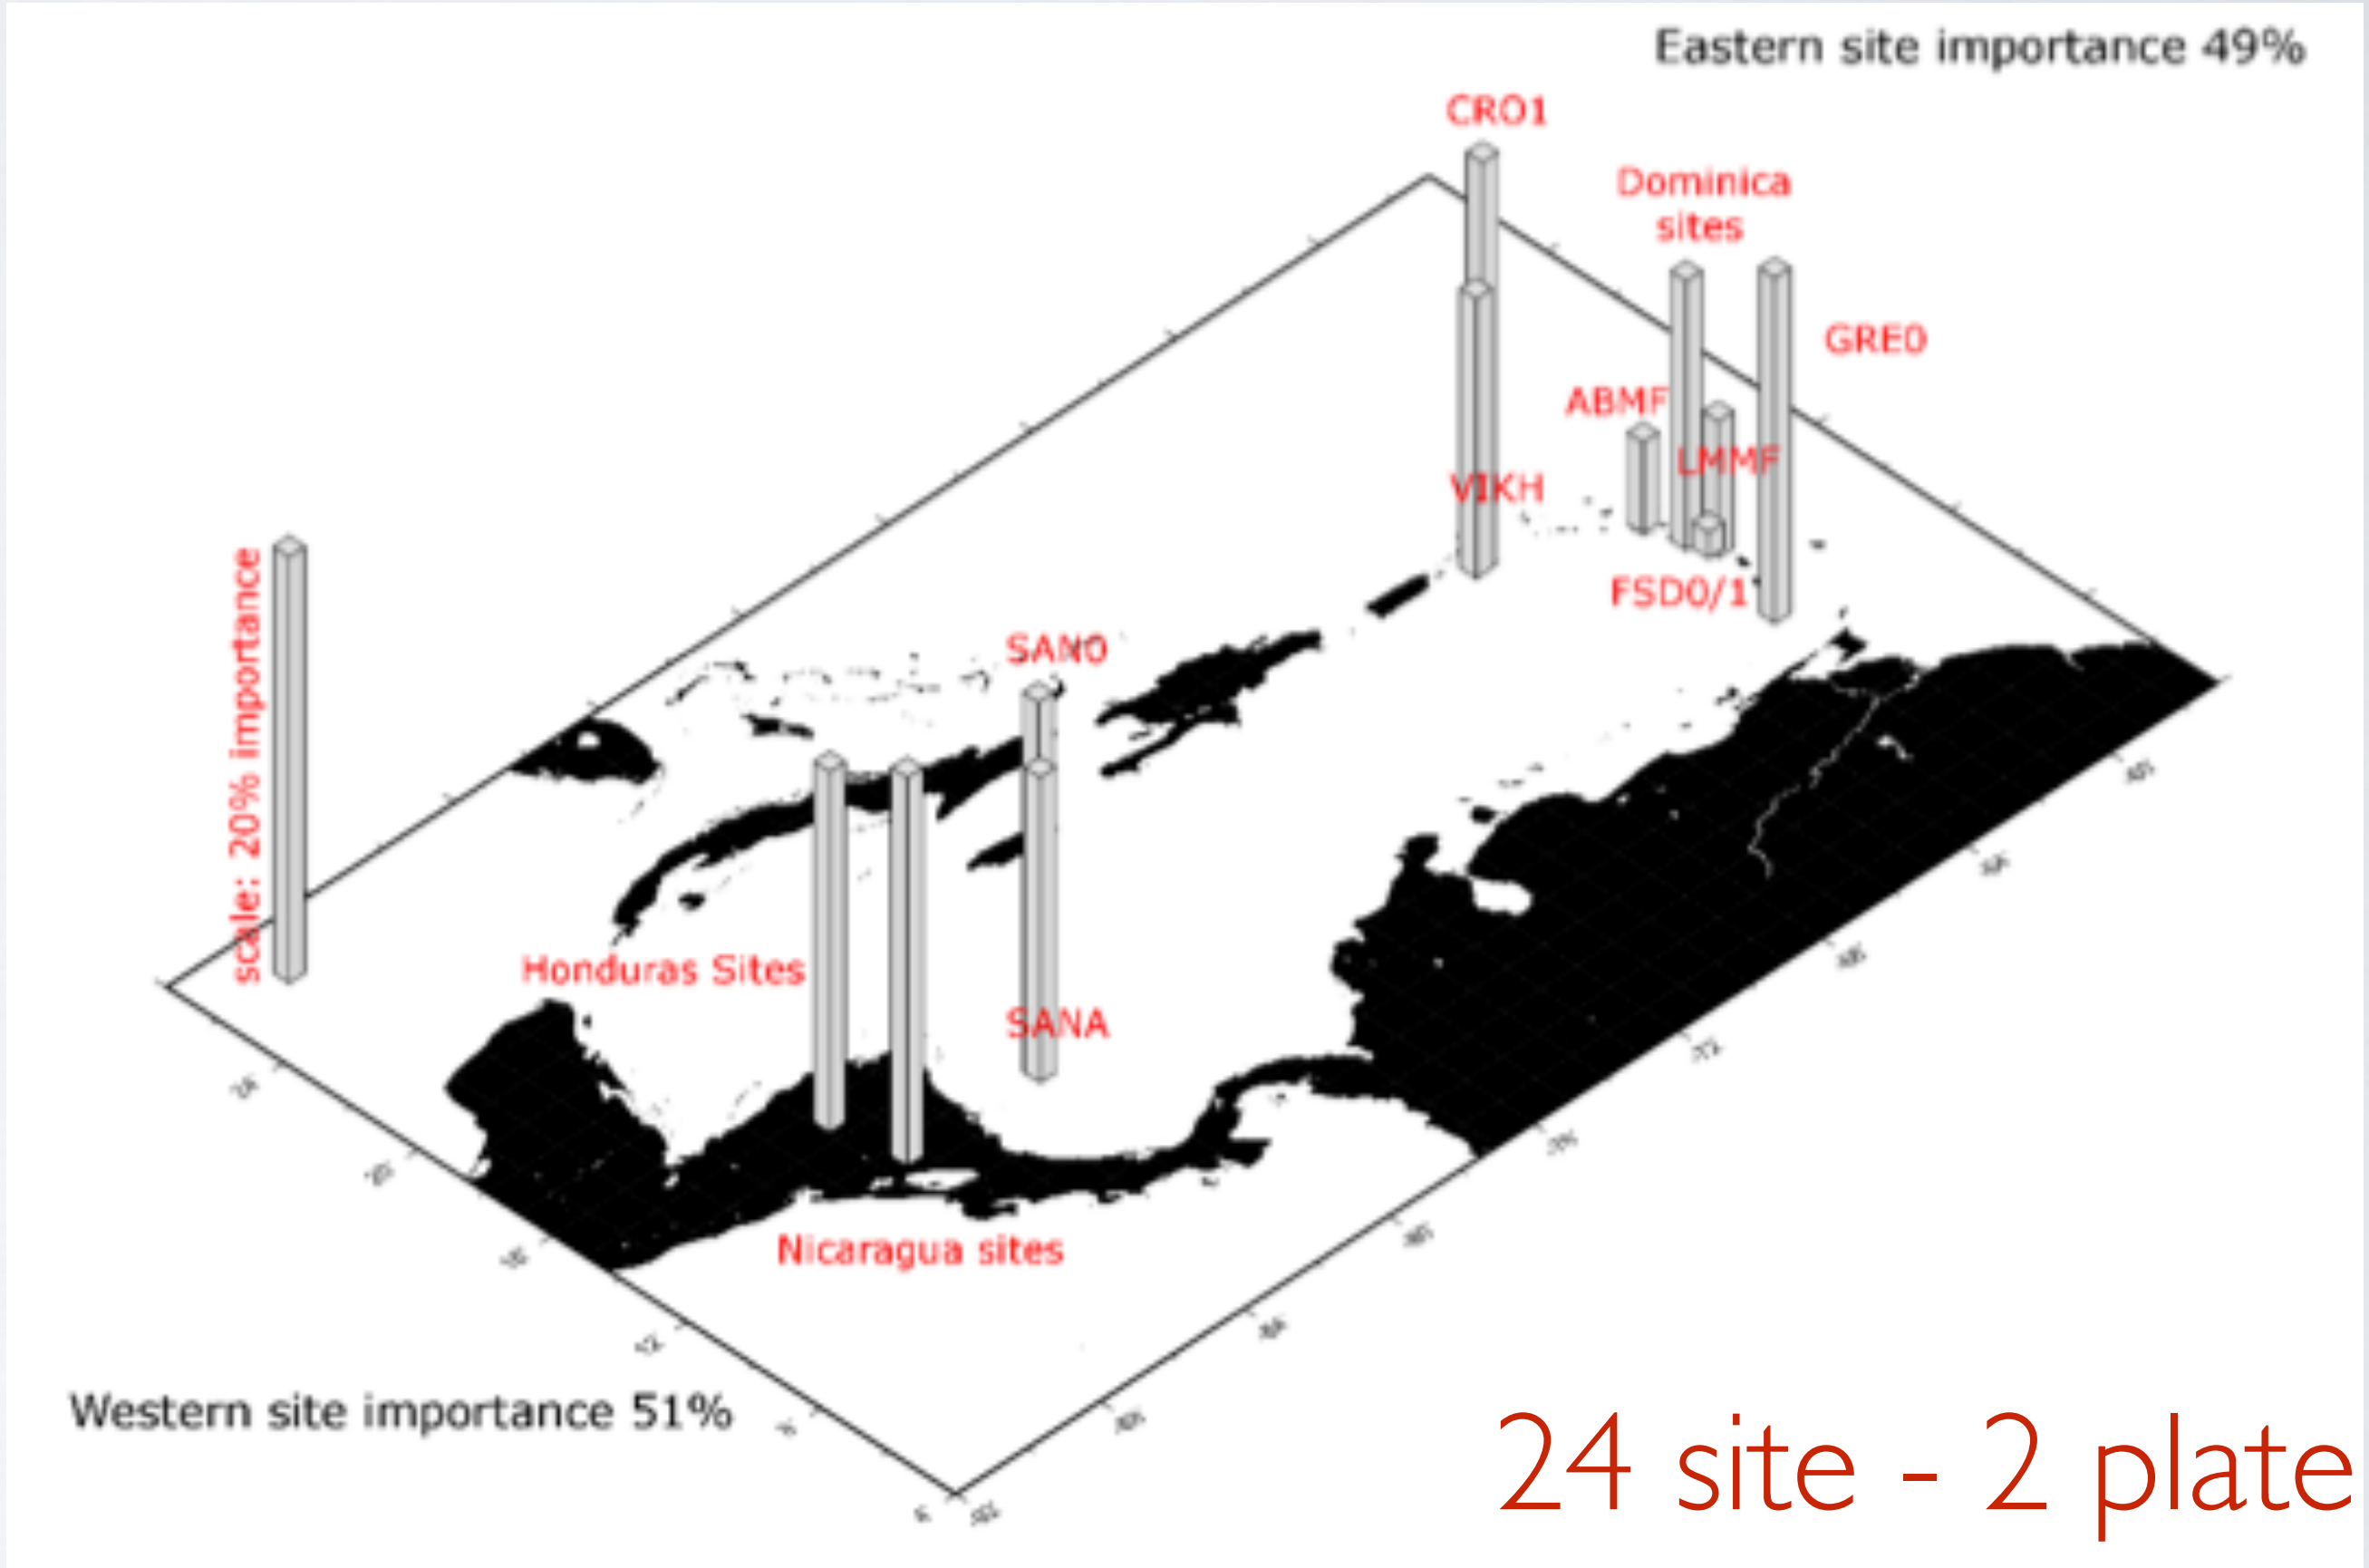 Eastern site importance 49%
CRO1
Dominica
sites
GRE0
ABMF
LMMF
VIKH
FSD0/1
scale: 20% importance
SAN0
Honduras Sites
SANA
Nicaragua sites
Western site importance 51%
24 site - 2 plate